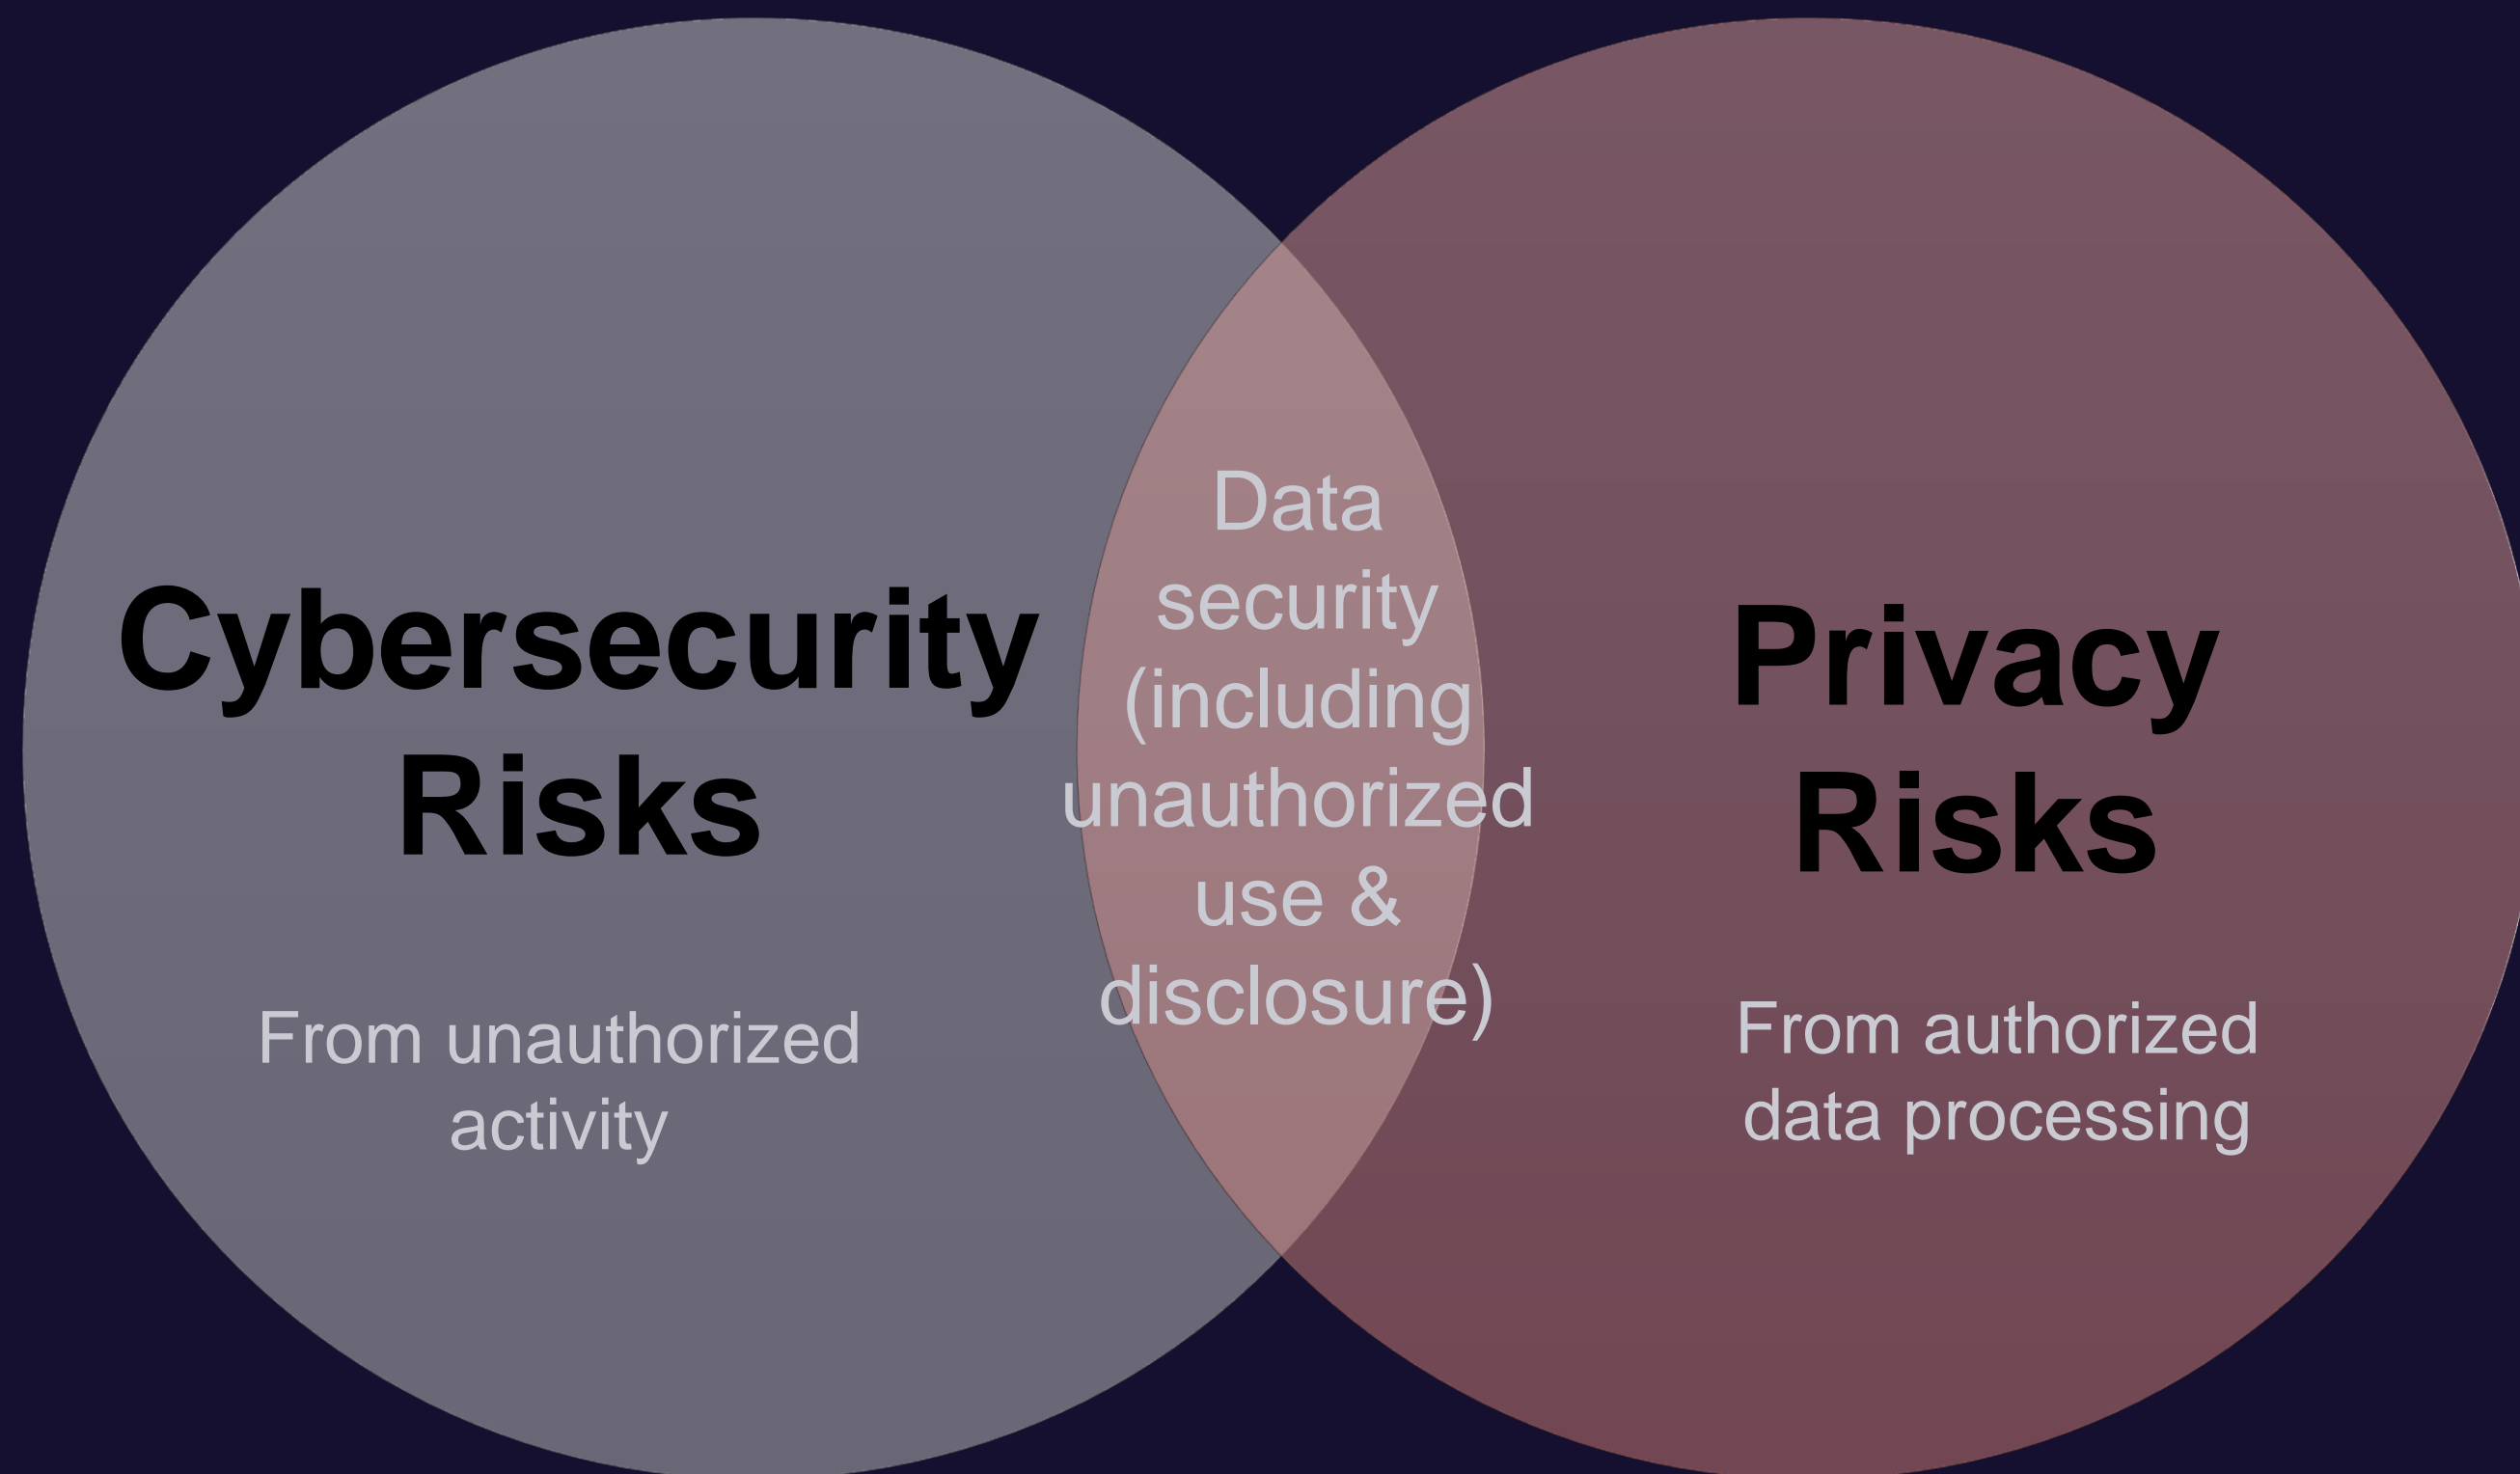 Cybersecurity
Risks
From unauthorized
activity
Data
security
(including
unauthorized
use &
disclosure)
Privacy
Risks
From authorized
data processing